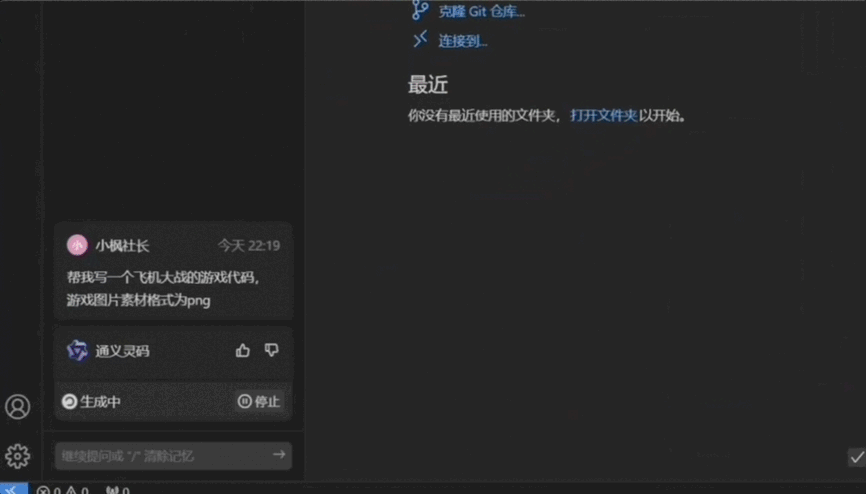 克隆 Git 仓库...
连接到...
最近
你没有最近使用的文件夹，打开文件夹以开始。
小 小枫社长 今天 22:19
帮我写一个飞机大战的游戏代码，
游戏图片素材格式为png
通义灵码
生成中 停止
继续提问或 "/" 清除记忆
0 0 0